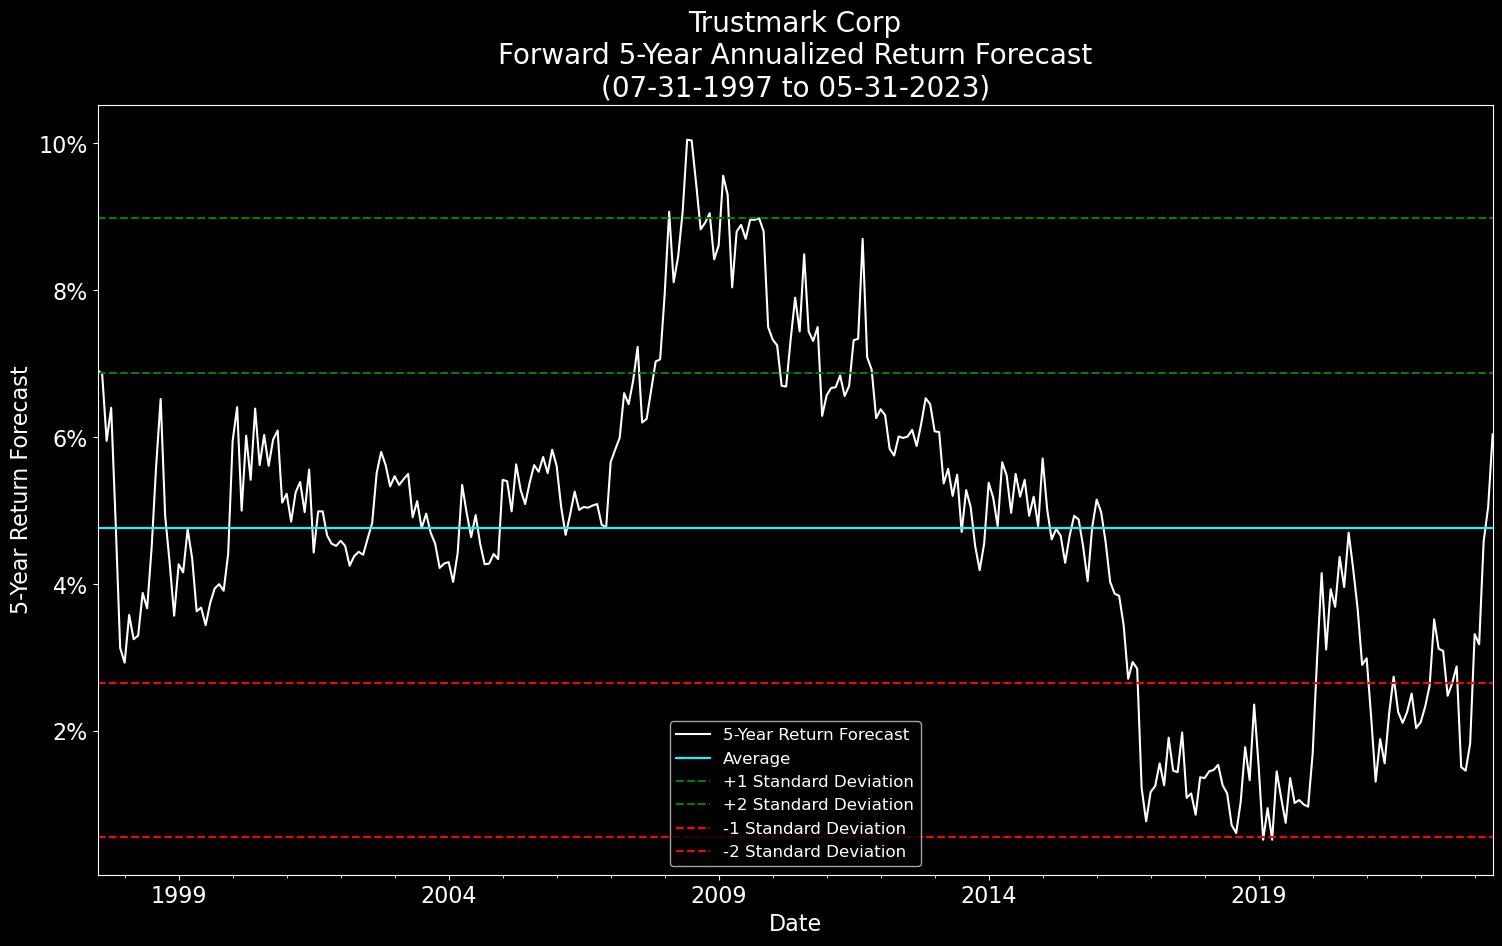 Trustmark Corp
Forward 5-Year Annualized Return Forecast
(07-31-1997 to 05-31-2023)
5-Year Return Forecast
10%
8%
6%
4%
2%
5-Year Return Forecast
Average
+1 Standard Deviation
+2 Standard Deviation
-1 Standard Deviation
-2 Standard Deviation
1999 2004 2009 2014 2019
Date